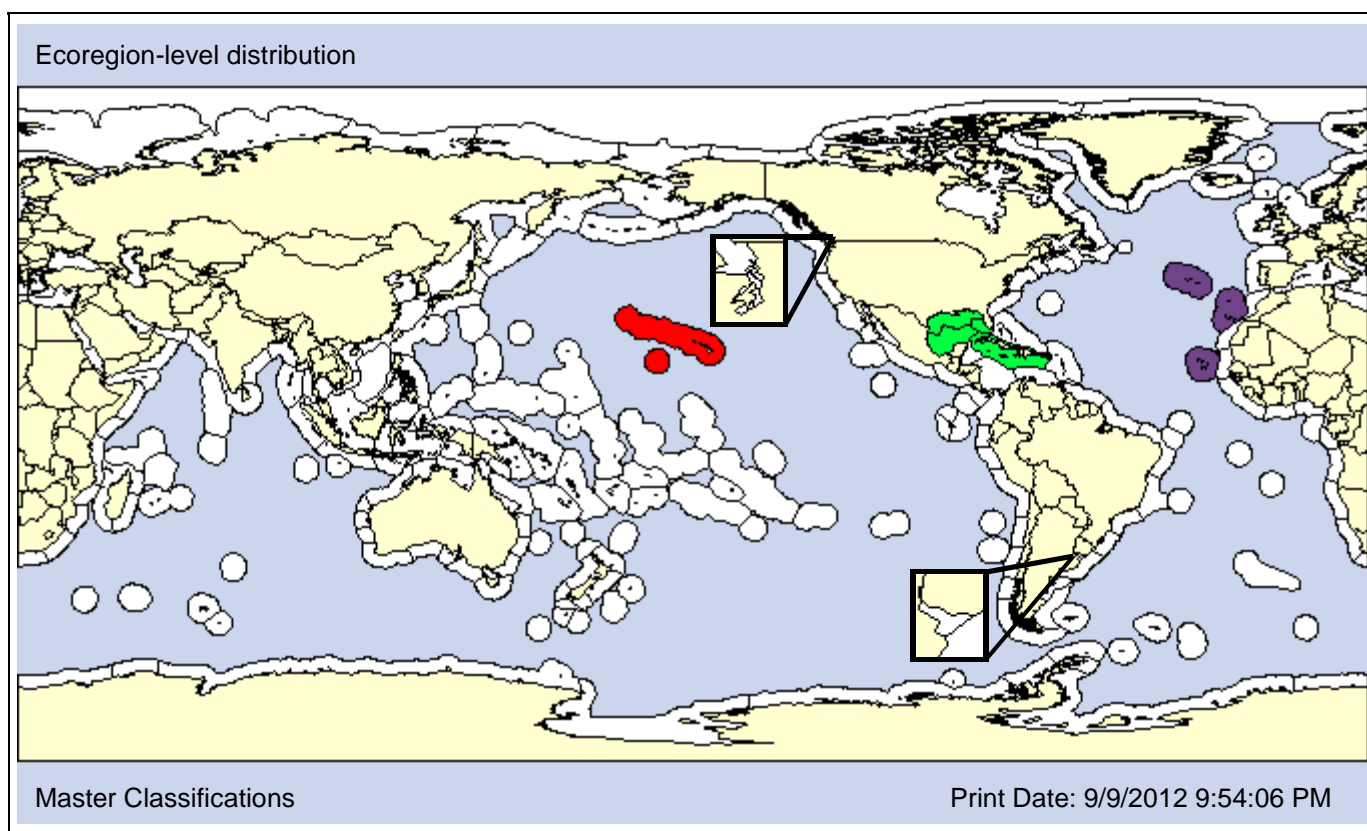 Ecoregion-level distribution
Master Classifications
Print Date: 9/9/2012 9:54:06 PM